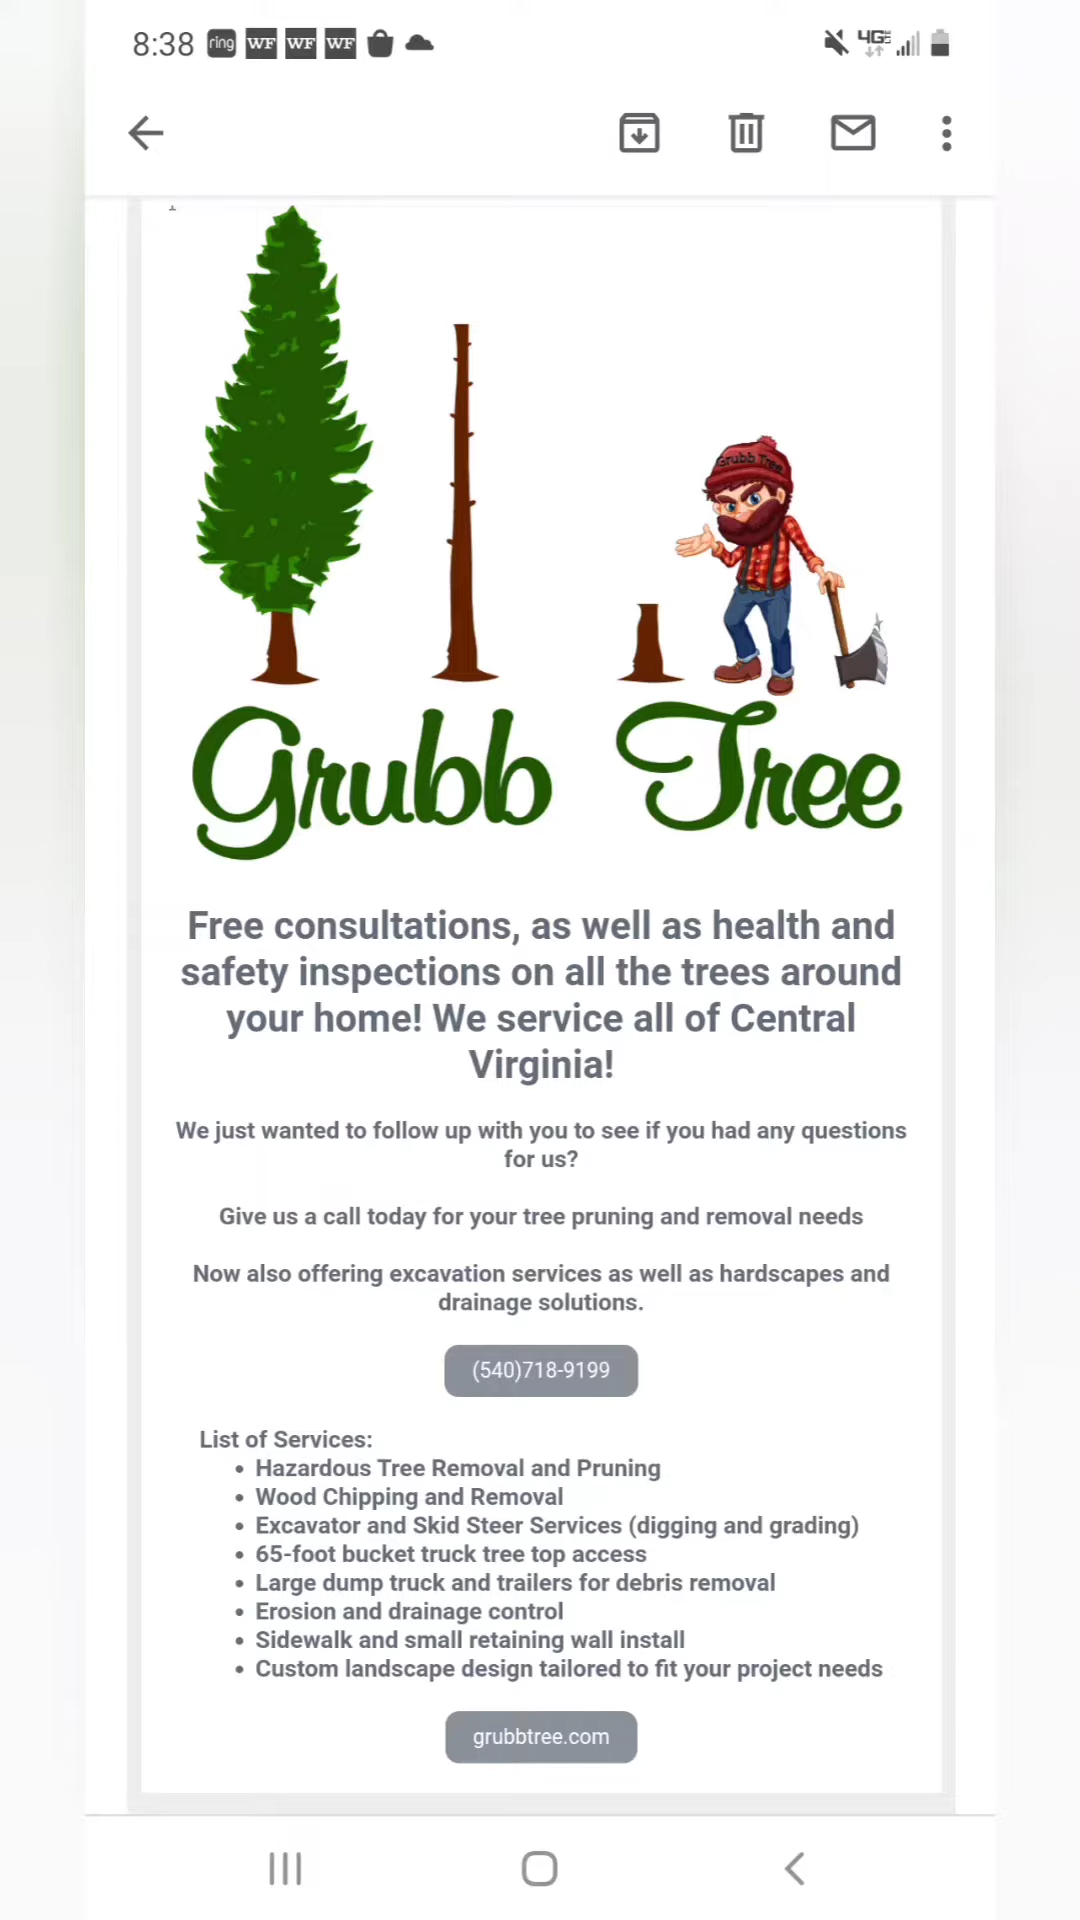 8:38 ring WF WF WF 4G LTE
Grubb Tree
Grubb Tree
Free consultations, as well as health and
safety inspections on all the trees around
your home! We service all of Central
Virginia!
We just wanted to follow up with you to see if you had any questions
for us?
Give us a call today for your tree pruning and removal needs
Now also offering excavation services as well as hardscapes and
drainage solutions.
(540)718-9199
List of Services:
• Hazardous Tree Removal and Pruning
• Wood Chipping and Removal
• Excavator and Skid Steer Services (digging and grading)
• 65-foot bucket truck tree top access
• Large dump truck and trailers for debris removal
• Erosion and drainage control
• Sidewalk and small retaining wall install
• Custom landscape design tailored to fit your project needs
grubbtree.com